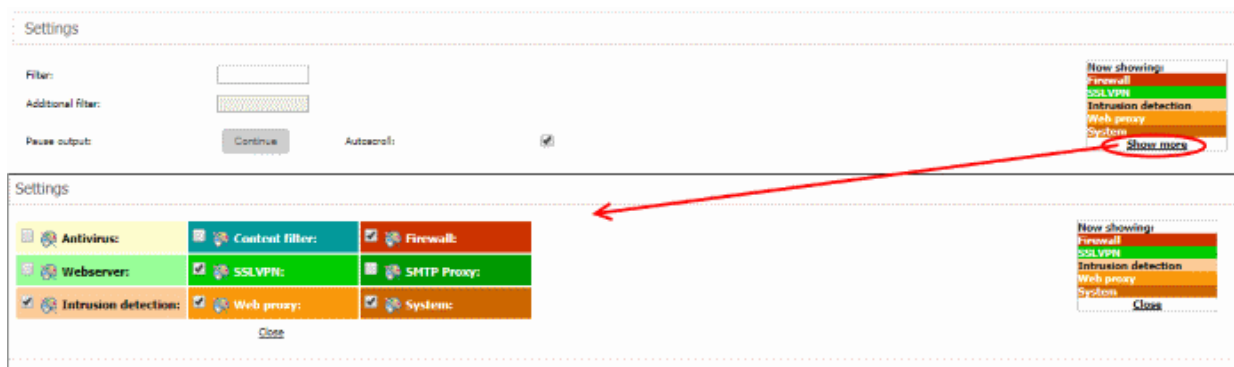 Settings
Filter:
Now showing:
Firewall
SSLVPN
Additional filter:
Intrusion detection
Web proxy
System
Pause output:
Continue
Autoscroll:
Show more
Settings
Antivirus:
Content filter:
Firewall:
Webserver:
SSLVPN:
SMTP Proxy:
Intrusion detection:
Web proxy:
System:
Close
Now showing:
Firewall
SSLVPN
Intrusion detection
Web proxy
System
Close